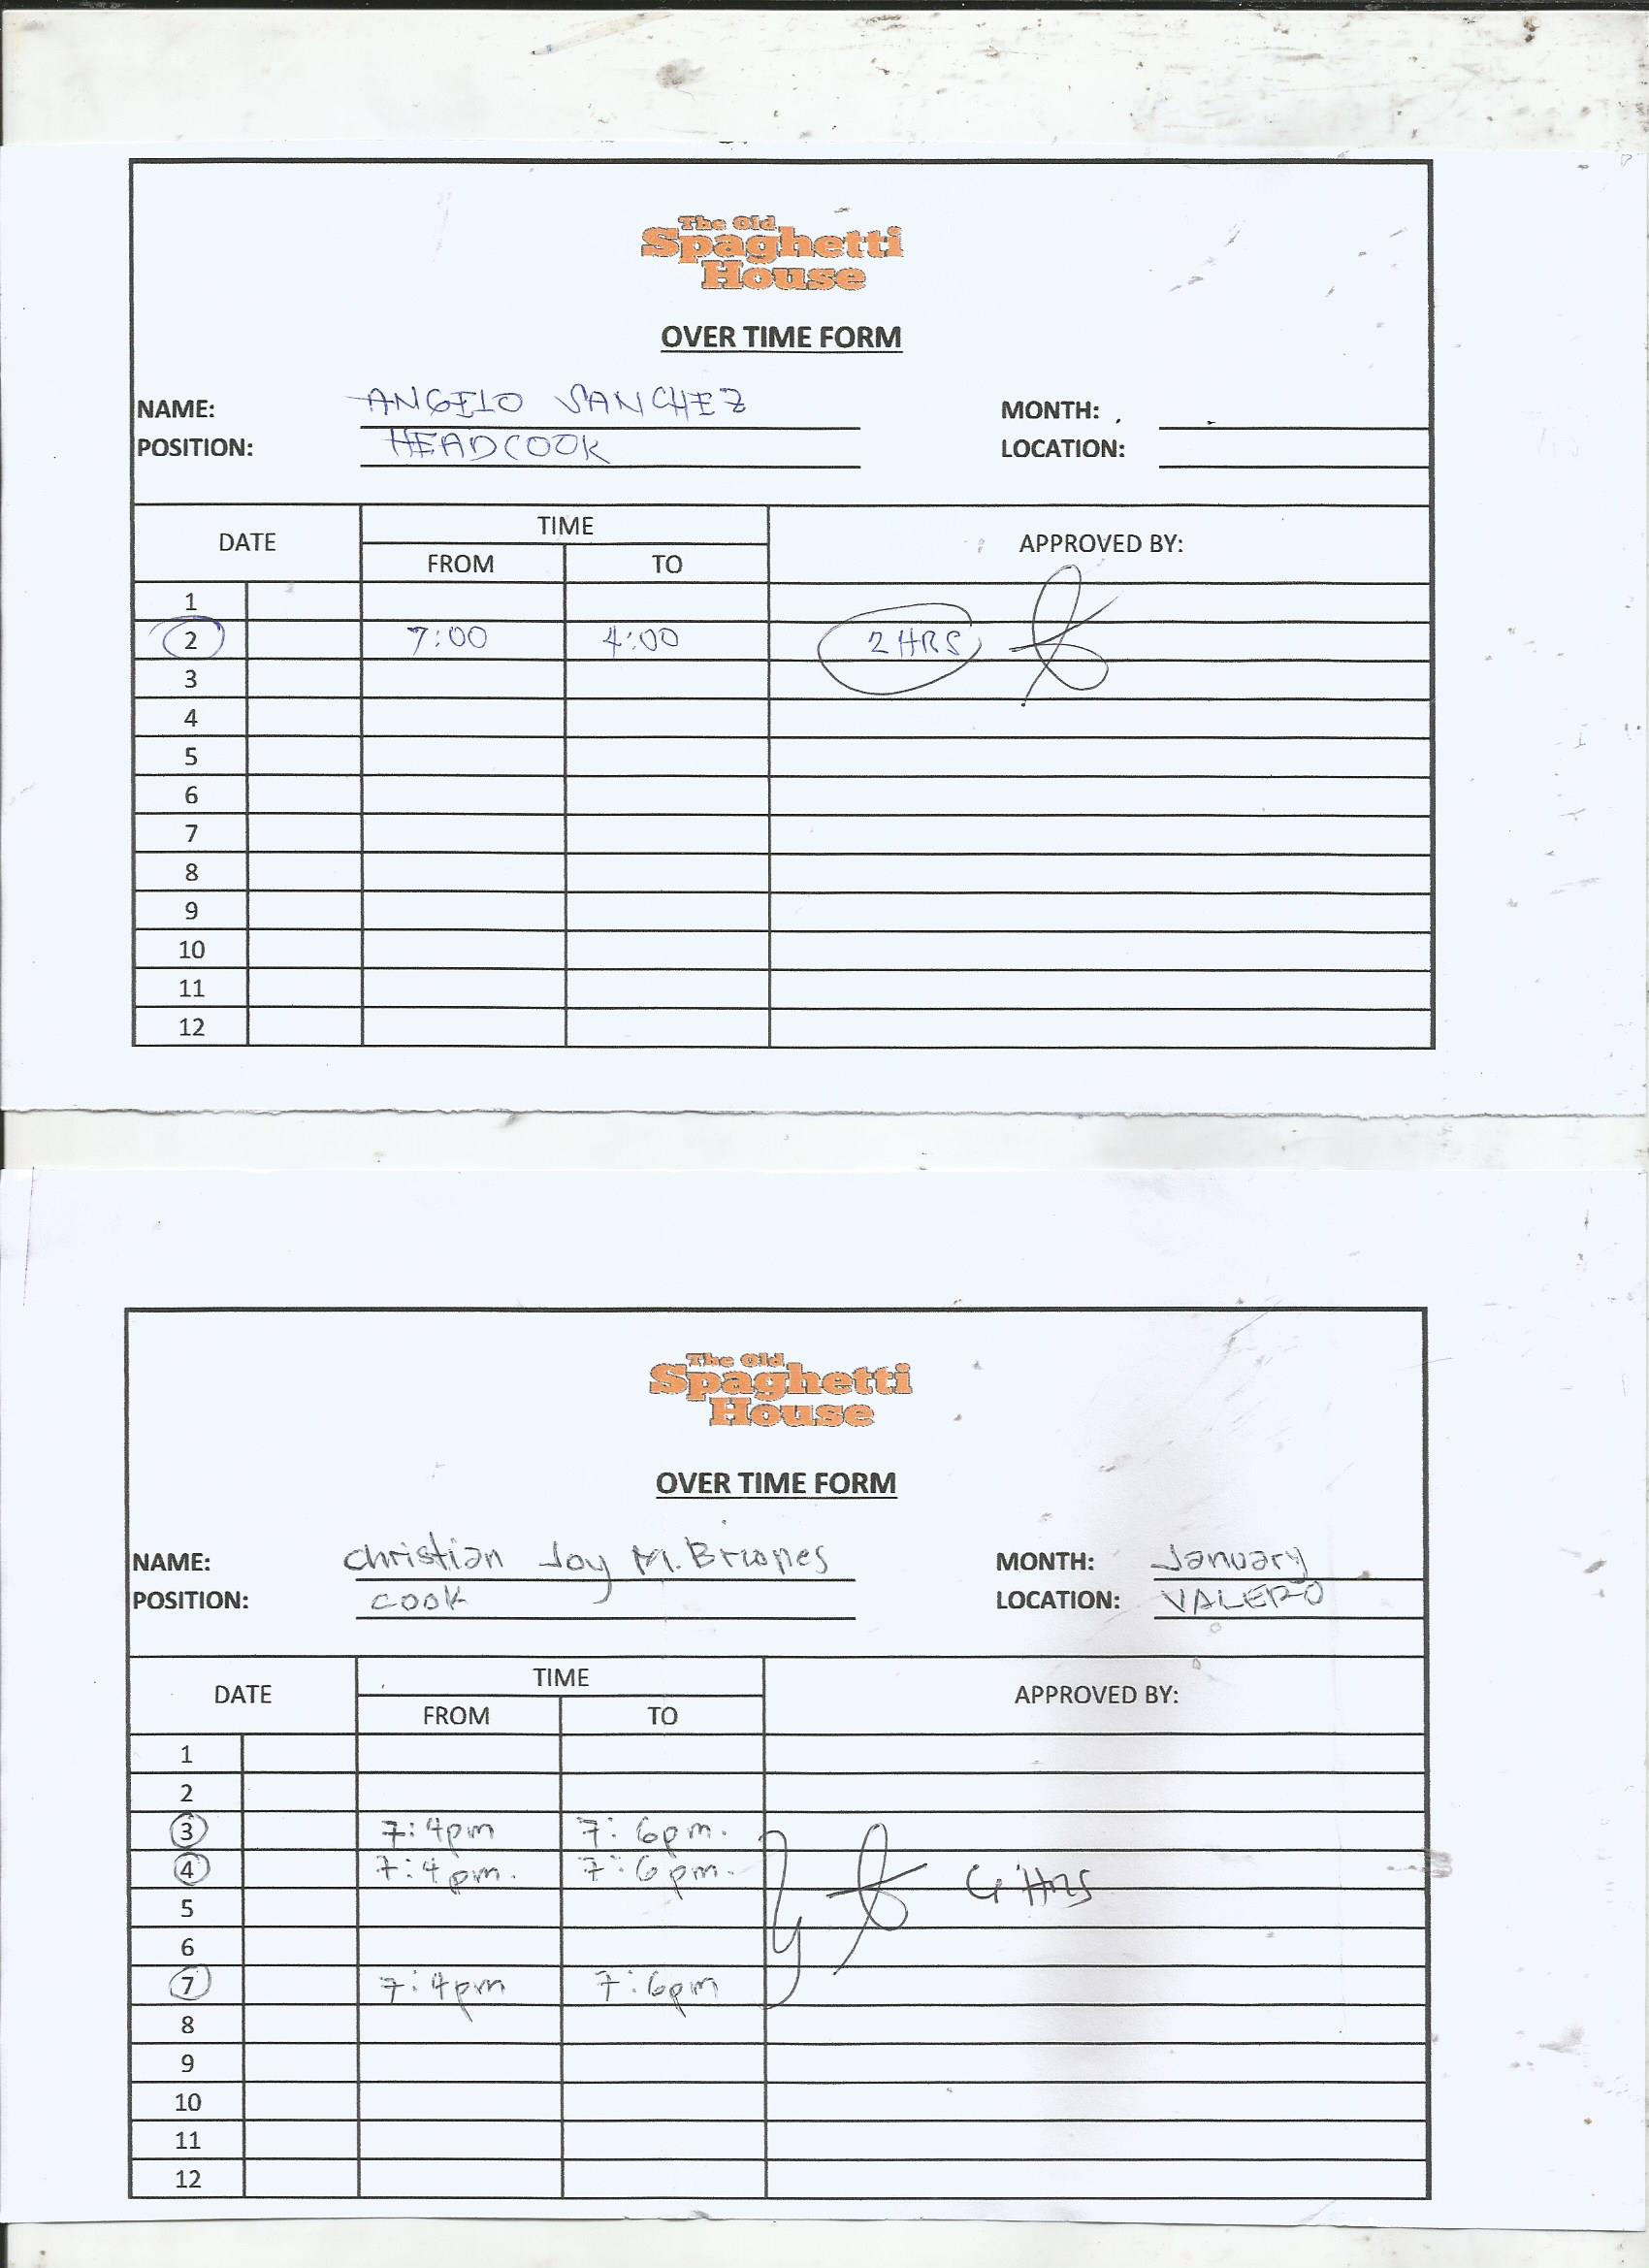 The Old
Spaghetti
House
OVER TIME FORM
NAME: ANGELO SANCHEZ MONTH:
POSITION: HEADCOOK LOCATION:
DATE TIME APPROVED BY:
FROM TO
1
2 7:00 4:00 2 HRS
3
4
5
6
7
8
9
10
11
12
The Old
Spaghetti
House
OVER TIME FORM
NAME: Christian Joy M. Briones MONTH: January
POSITION: COOK LOCATION: VALERO
DATE TIME APPROVED BY:
FROM TO
1
2
3 7:4pm 7:6pm.
4 7:4pm. 7:6pm. Hrs
5
6
7 7:4pm 7:6pm
8
9
10
11
12